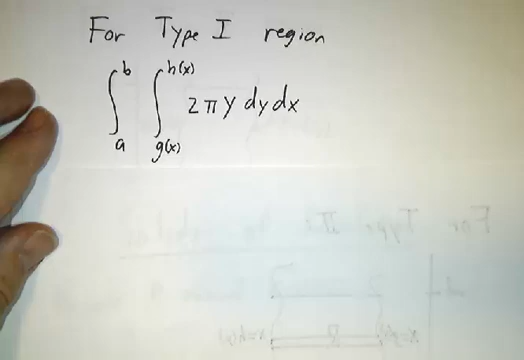 For Type I region
∫_a^b ∫_{g(x)}^{h(x)} 2πy dy dx